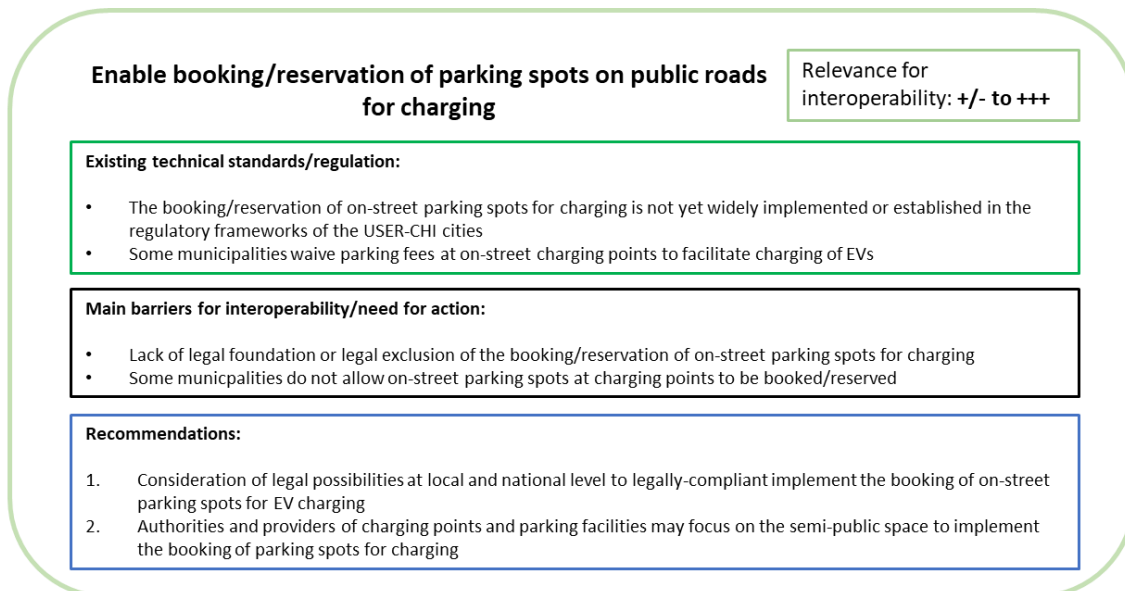 Enable booking/reservation of parking spots on public roads
for charging
Relevance for
interoperability: +/- to +++
Existing technical standards/regulation:
• The booking/reservation of on-street parking spots for charging is not yet widely implemented or established in the
regulatory frameworks of the USER-CHI cities
• Some municipalities waive parking fees at on-street charging points to facilitate charging of EVs
Main barriers for interoperability/need for action:
• Lack of legal foundation or legal exclusion of the booking/reservation of on-street parking spots for charging
• Some municpalities do not allow on-street parking spots at charging points to be booked/reserved
Recommendations:
1. Consideration of legal possibilities at local and national level to legally-compliant implement the booking of on-street
parking spots for EV charging
2. Authorities and providers of charging points and parking facilities may focus on the semi-public space to implement
the booking of parking spots for charging